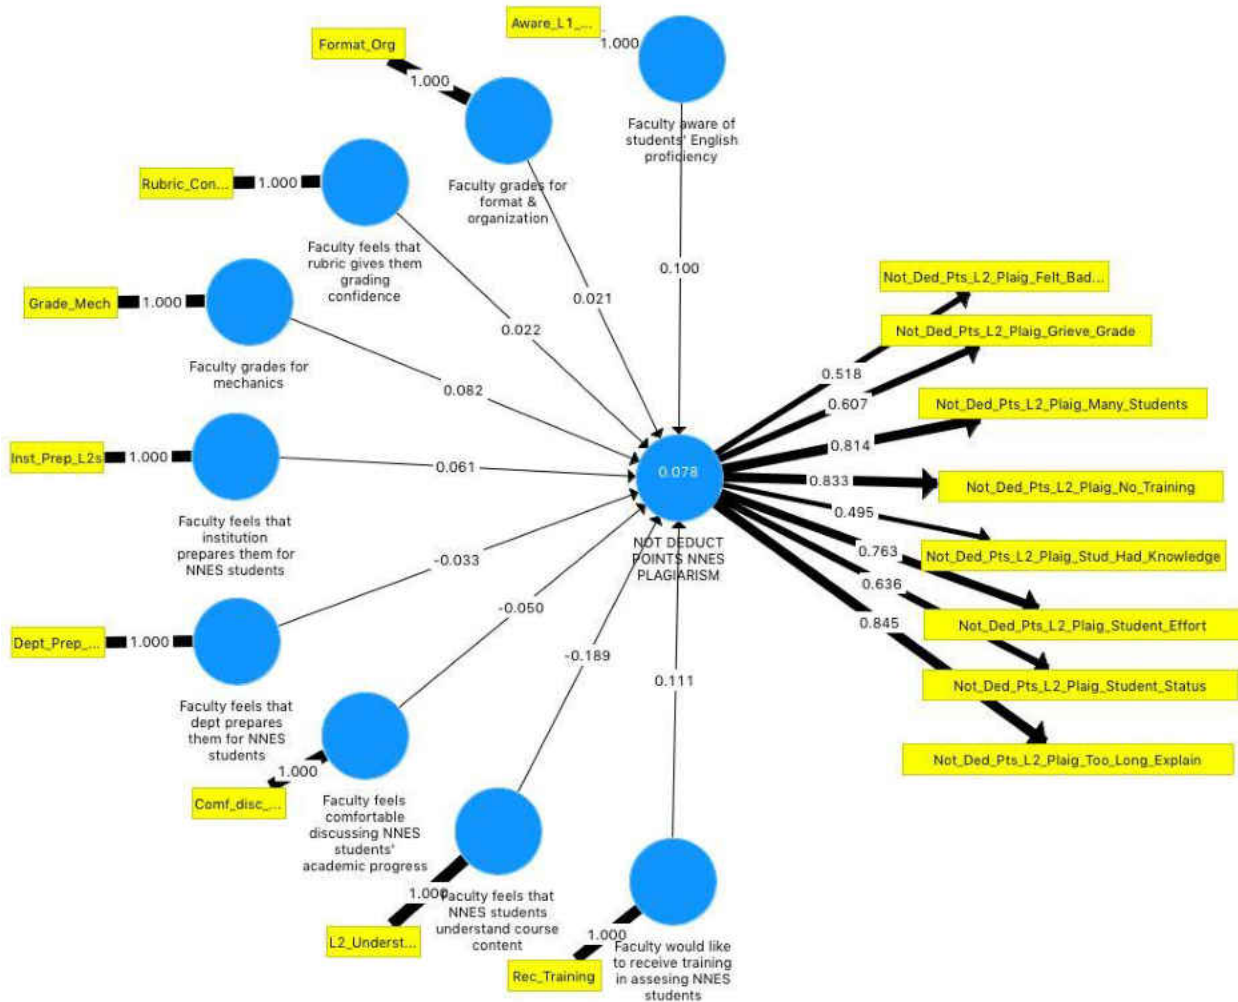 Aware_L1_...
1.000
Faculty aware of
students' English
proficiency
Format_Org
1.000
Faculty grades for
format &
organization
Rubric_Con...
1.000
Faculty feels that
rubric gives them
grading
confidence
Grade_Mech
1.000
Faculty grades for
mechanics
Inst_Prep_L2s
1.000
Faculty feels that
institution
prepares them for
NNES students
Dept_Prep_...
1.000
Faculty feels that
dept prepares
them for NNES
students
Comf_disc_...
1.000
Faculty feels
comfortable
discussing NNES
students'
academic progress
L2_Underst...
1.000
Faculty feels that
NNES students
understand course
content
Rec_Training
1.000
Faculty would like
to receive training
in assesing NNES
students
0.100
0.021
0.022
0.082
0.061
-0.033
-0.050
-0.189
0.111
0.078
NOT DEDUCT
POINTS NNES
PLAGIARISM
0.518
0.607
0.814
0.833
0.495
0.763
0.636
0.845
Not_Ded_Pts_L2_Plaig_Felt_Bad...
Not_Ded_Pts_L2_Plaig_Grieve_Grade
Not_Ded_Pts_L2_Plaig_Many_Students
Not_Ded_Pts_L2_Plaig_No_Training
Not_Ded_Pts_L2_Plaig_Stud_Had_Knowledge
Not_Ded_Pts_L2_Plaig_Student_Effort
Not_Ded_Pts_L2_Plaig_Student_Status
Not_Ded_Pts_L2_Plaig_Too_Long_Explain